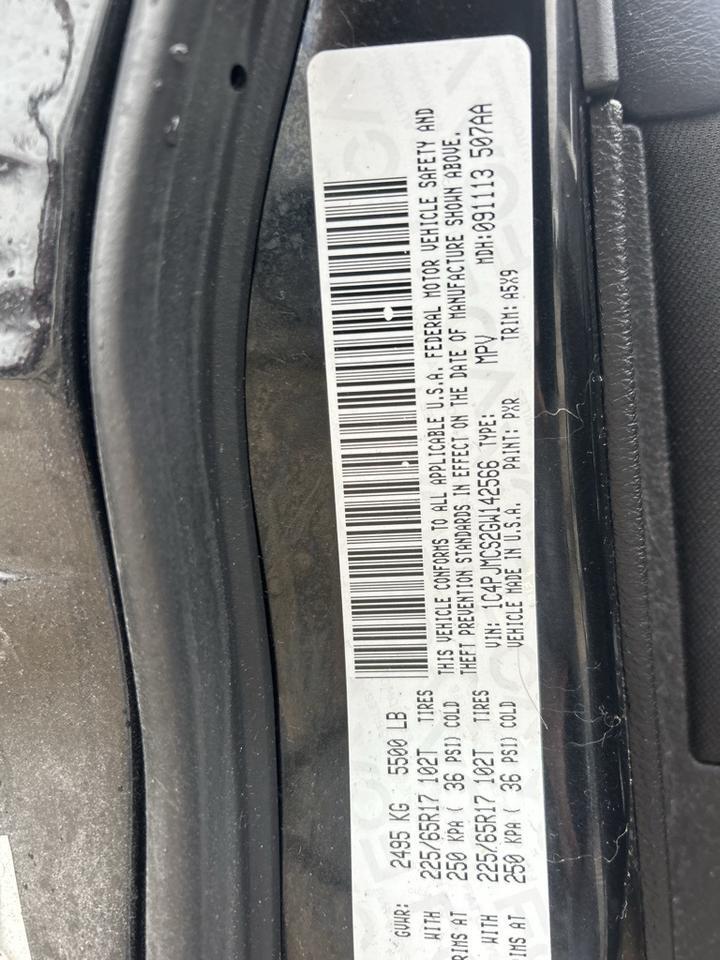 GVWR: 2495 KG 5500 LB
WITH 225/65R17 102T TIRES
RIMS AT 250 KPA ( 36 PSI) COLD
WITH 225/65R17 102T TIRES
RIMS AT 250 KPA ( 36 PSI) COLD
THIS VEHICLE CONFORMS TO ALL APPLICABLE U.S.A. FEDERAL MOTOR VEHICLE SAFETY AND
THEFT PREVENTION STANDARDS IN EFFECT ON THE DATE OF MANUFACTURE SHOWN ABOVE.
VIN: 1C4PJMCS2GW142566 TYPE: MPV MDH:091113 507AA
VEHICLE MADE IN U.S.A. PAINT: PXR TRIM: A5X9